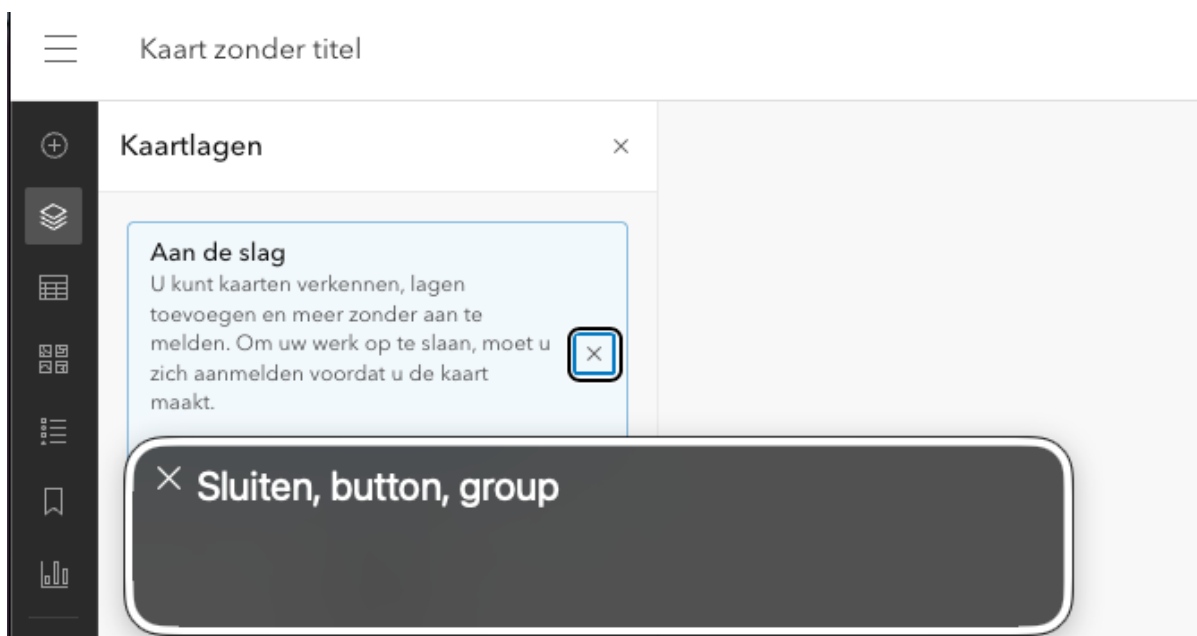 Kaart zonder titel
Kaartlagen
Aan de slag
U kunt kaarten verkennen, lagen
toevoegen en meer zonder aan te
melden. Om uw werk op te slaan, moet u
zich aanmelden voordat u de kaart
maakt.
Sluiten, button, group